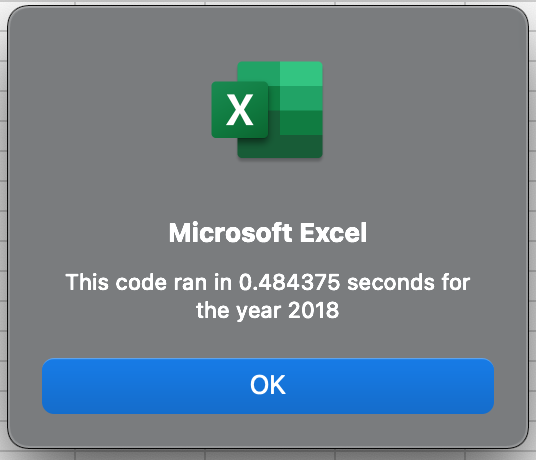 X
Microsoft Excel
This code ran in 0.484375 seconds for
the year 2018
OK